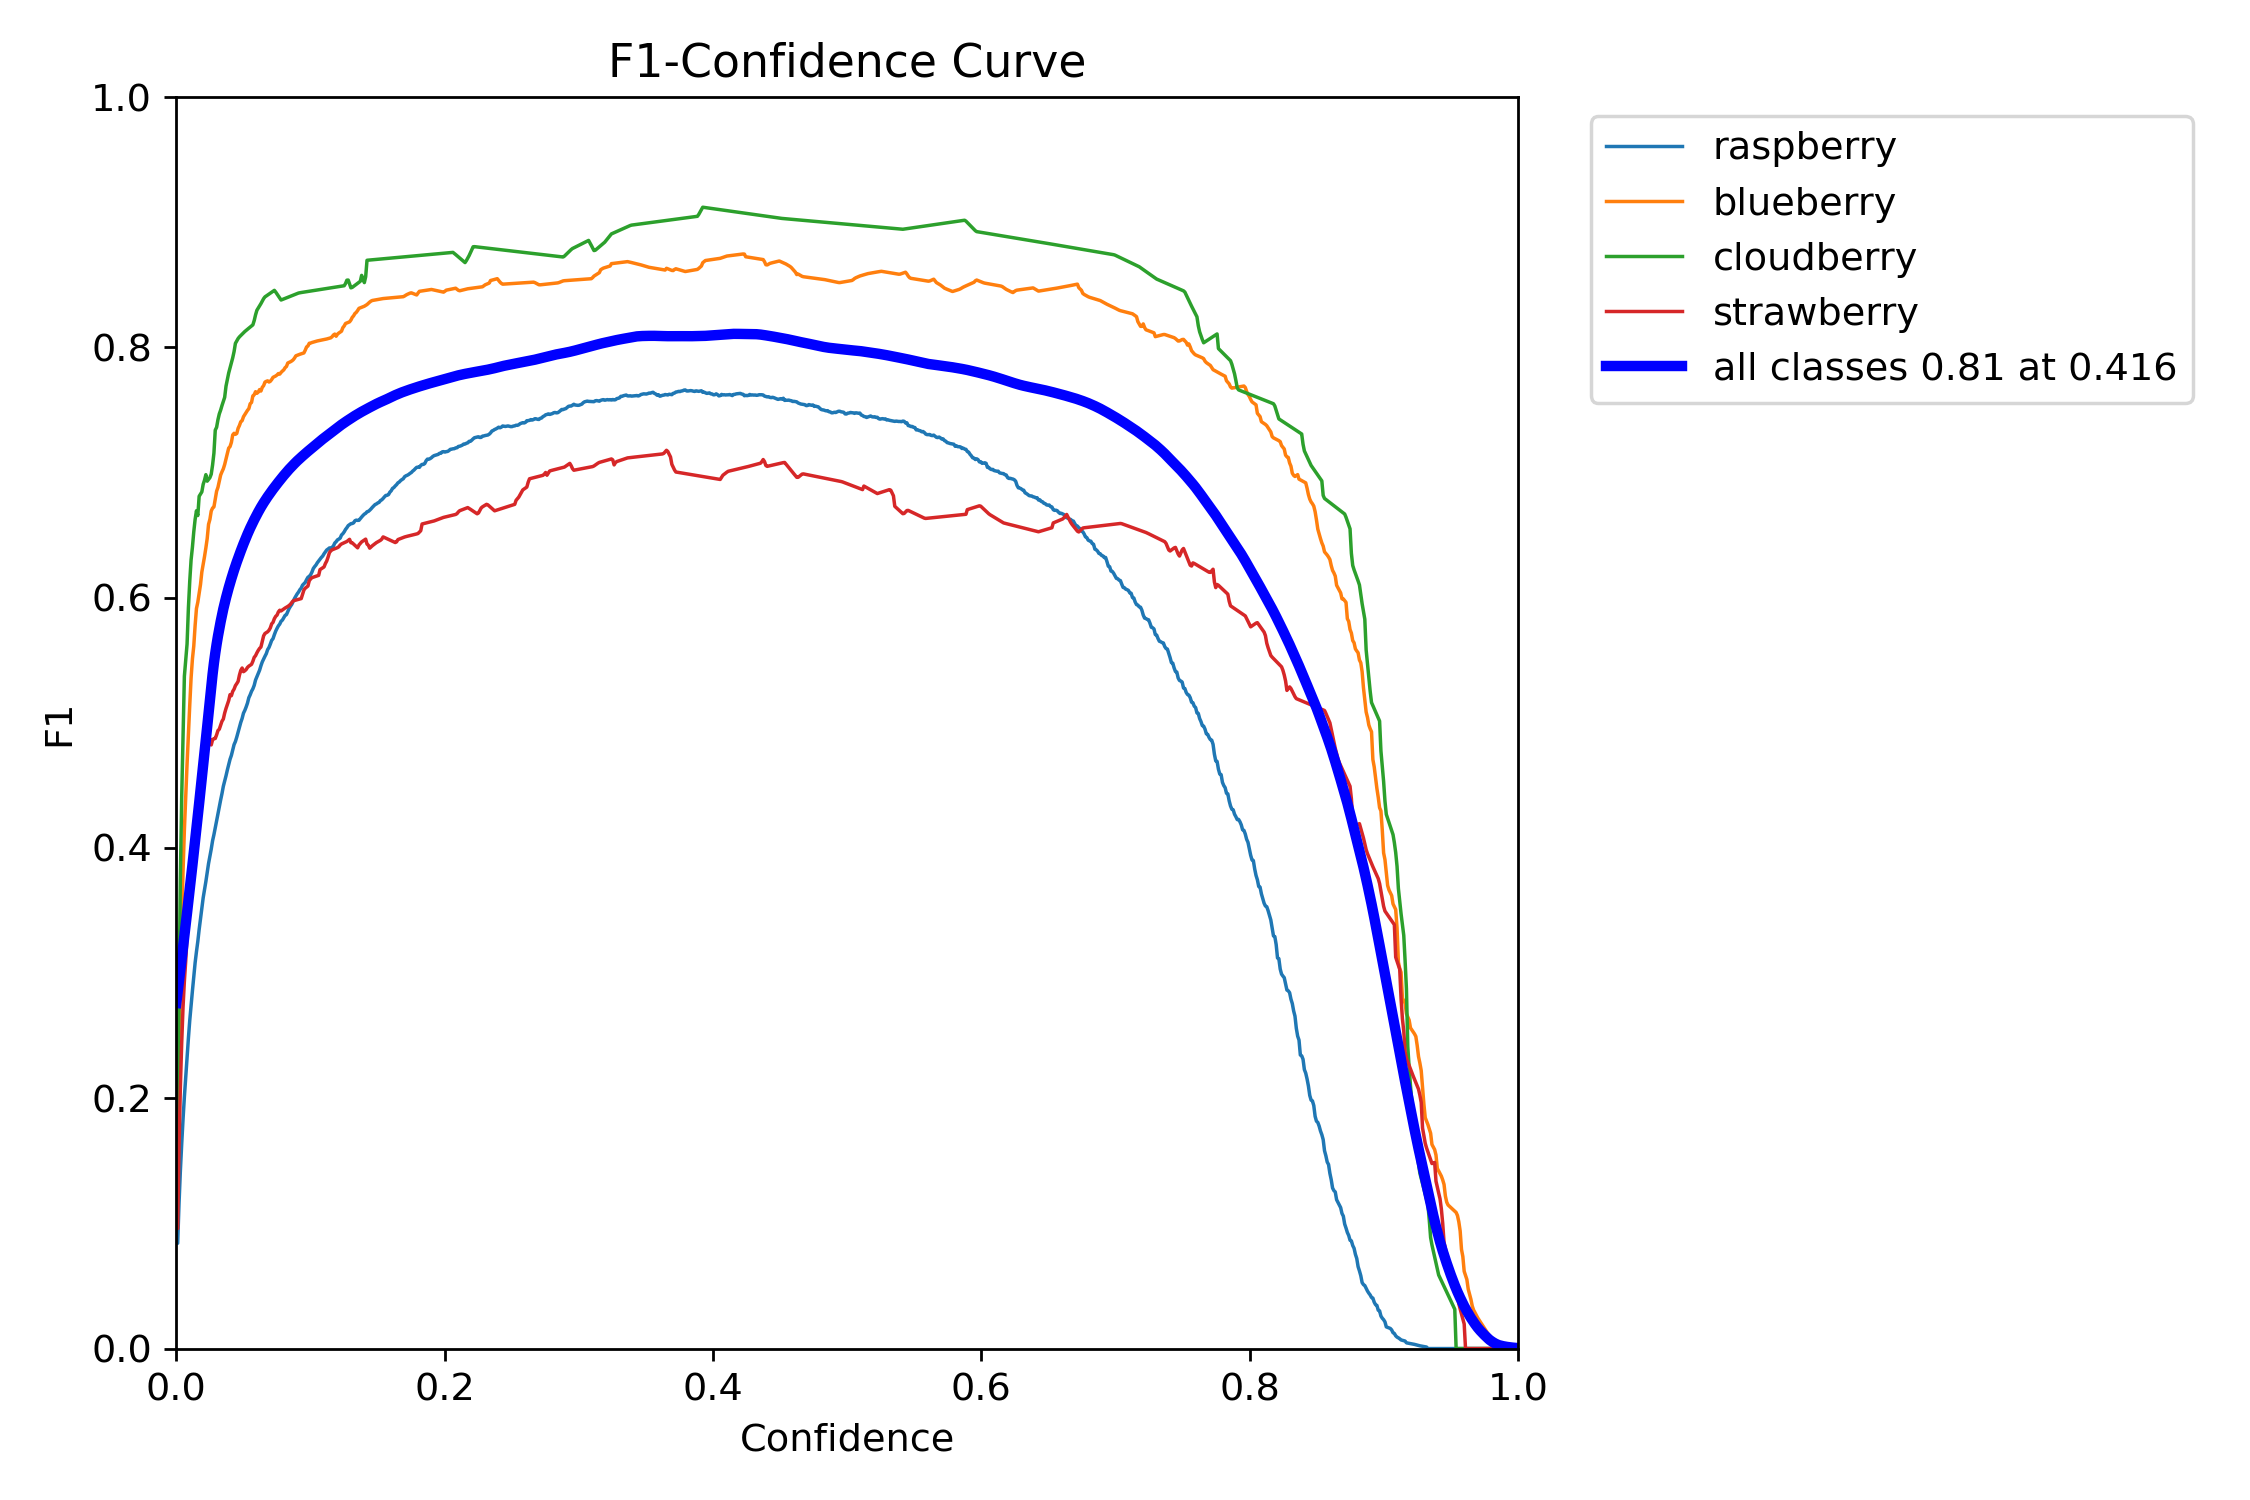 F1-Confidence Curve
1.0
0.8
0.6
0.4
0.2
0.0
F1
0.0 0.2 0.4 0.6 0.8 1.0
Confidence
raspberry
blueberry
cloudberry
strawberry
all classes 0.81 at 0.416